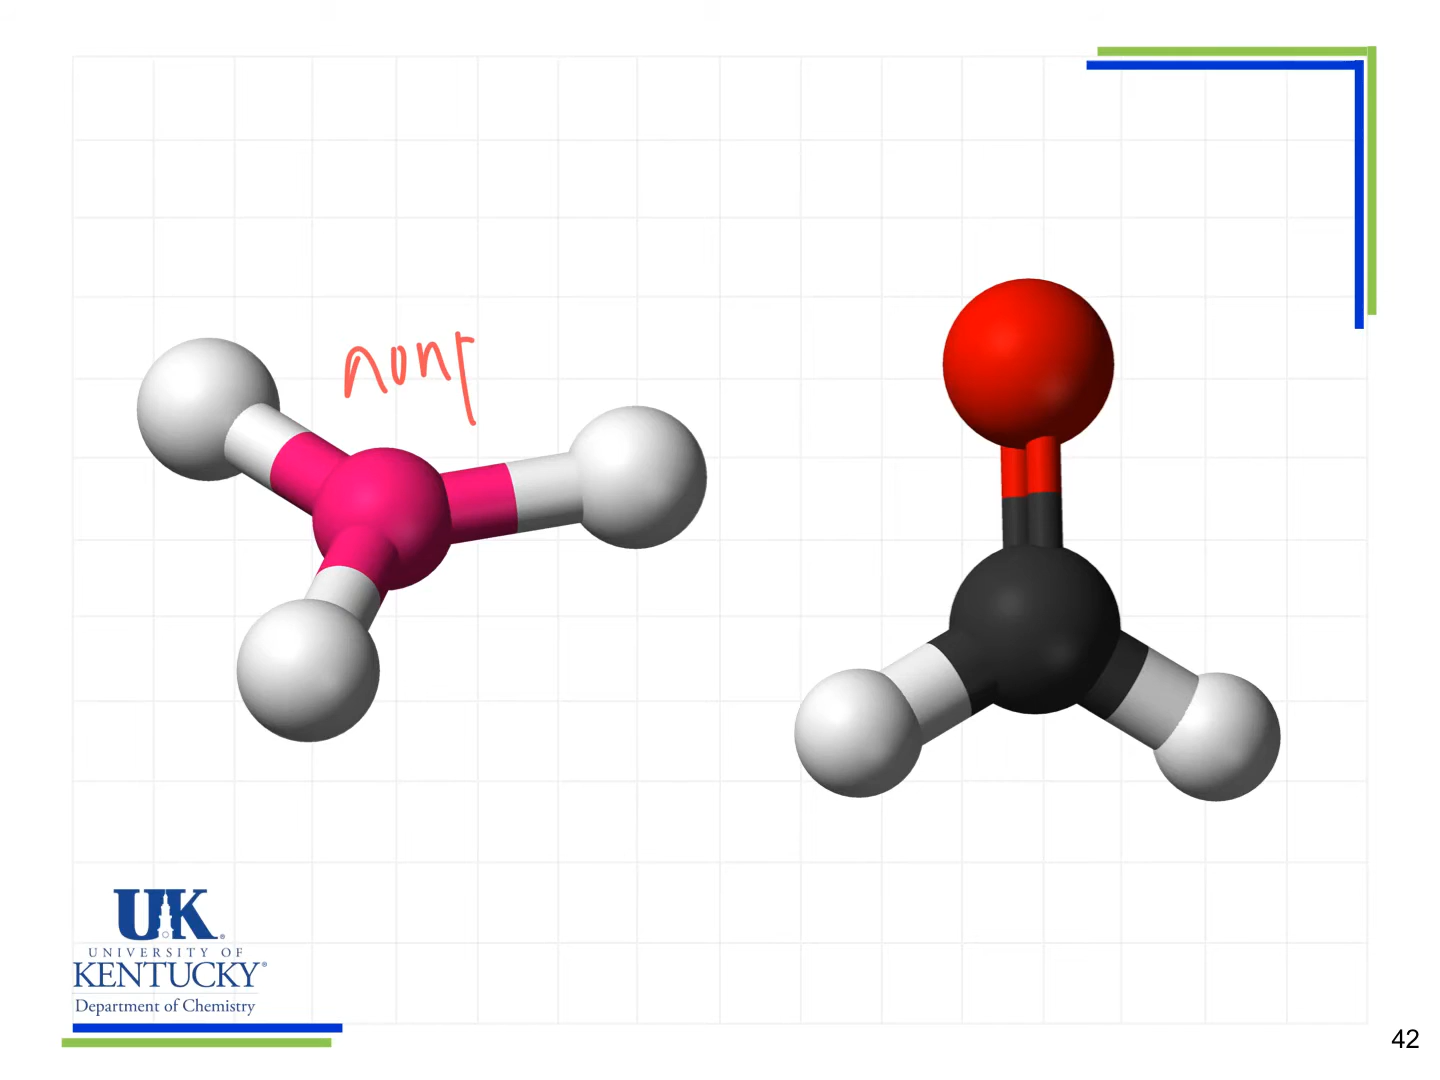 nonp
UK
UNIVERSITY OF
KENTUCKY®
Department of Chemistry
42